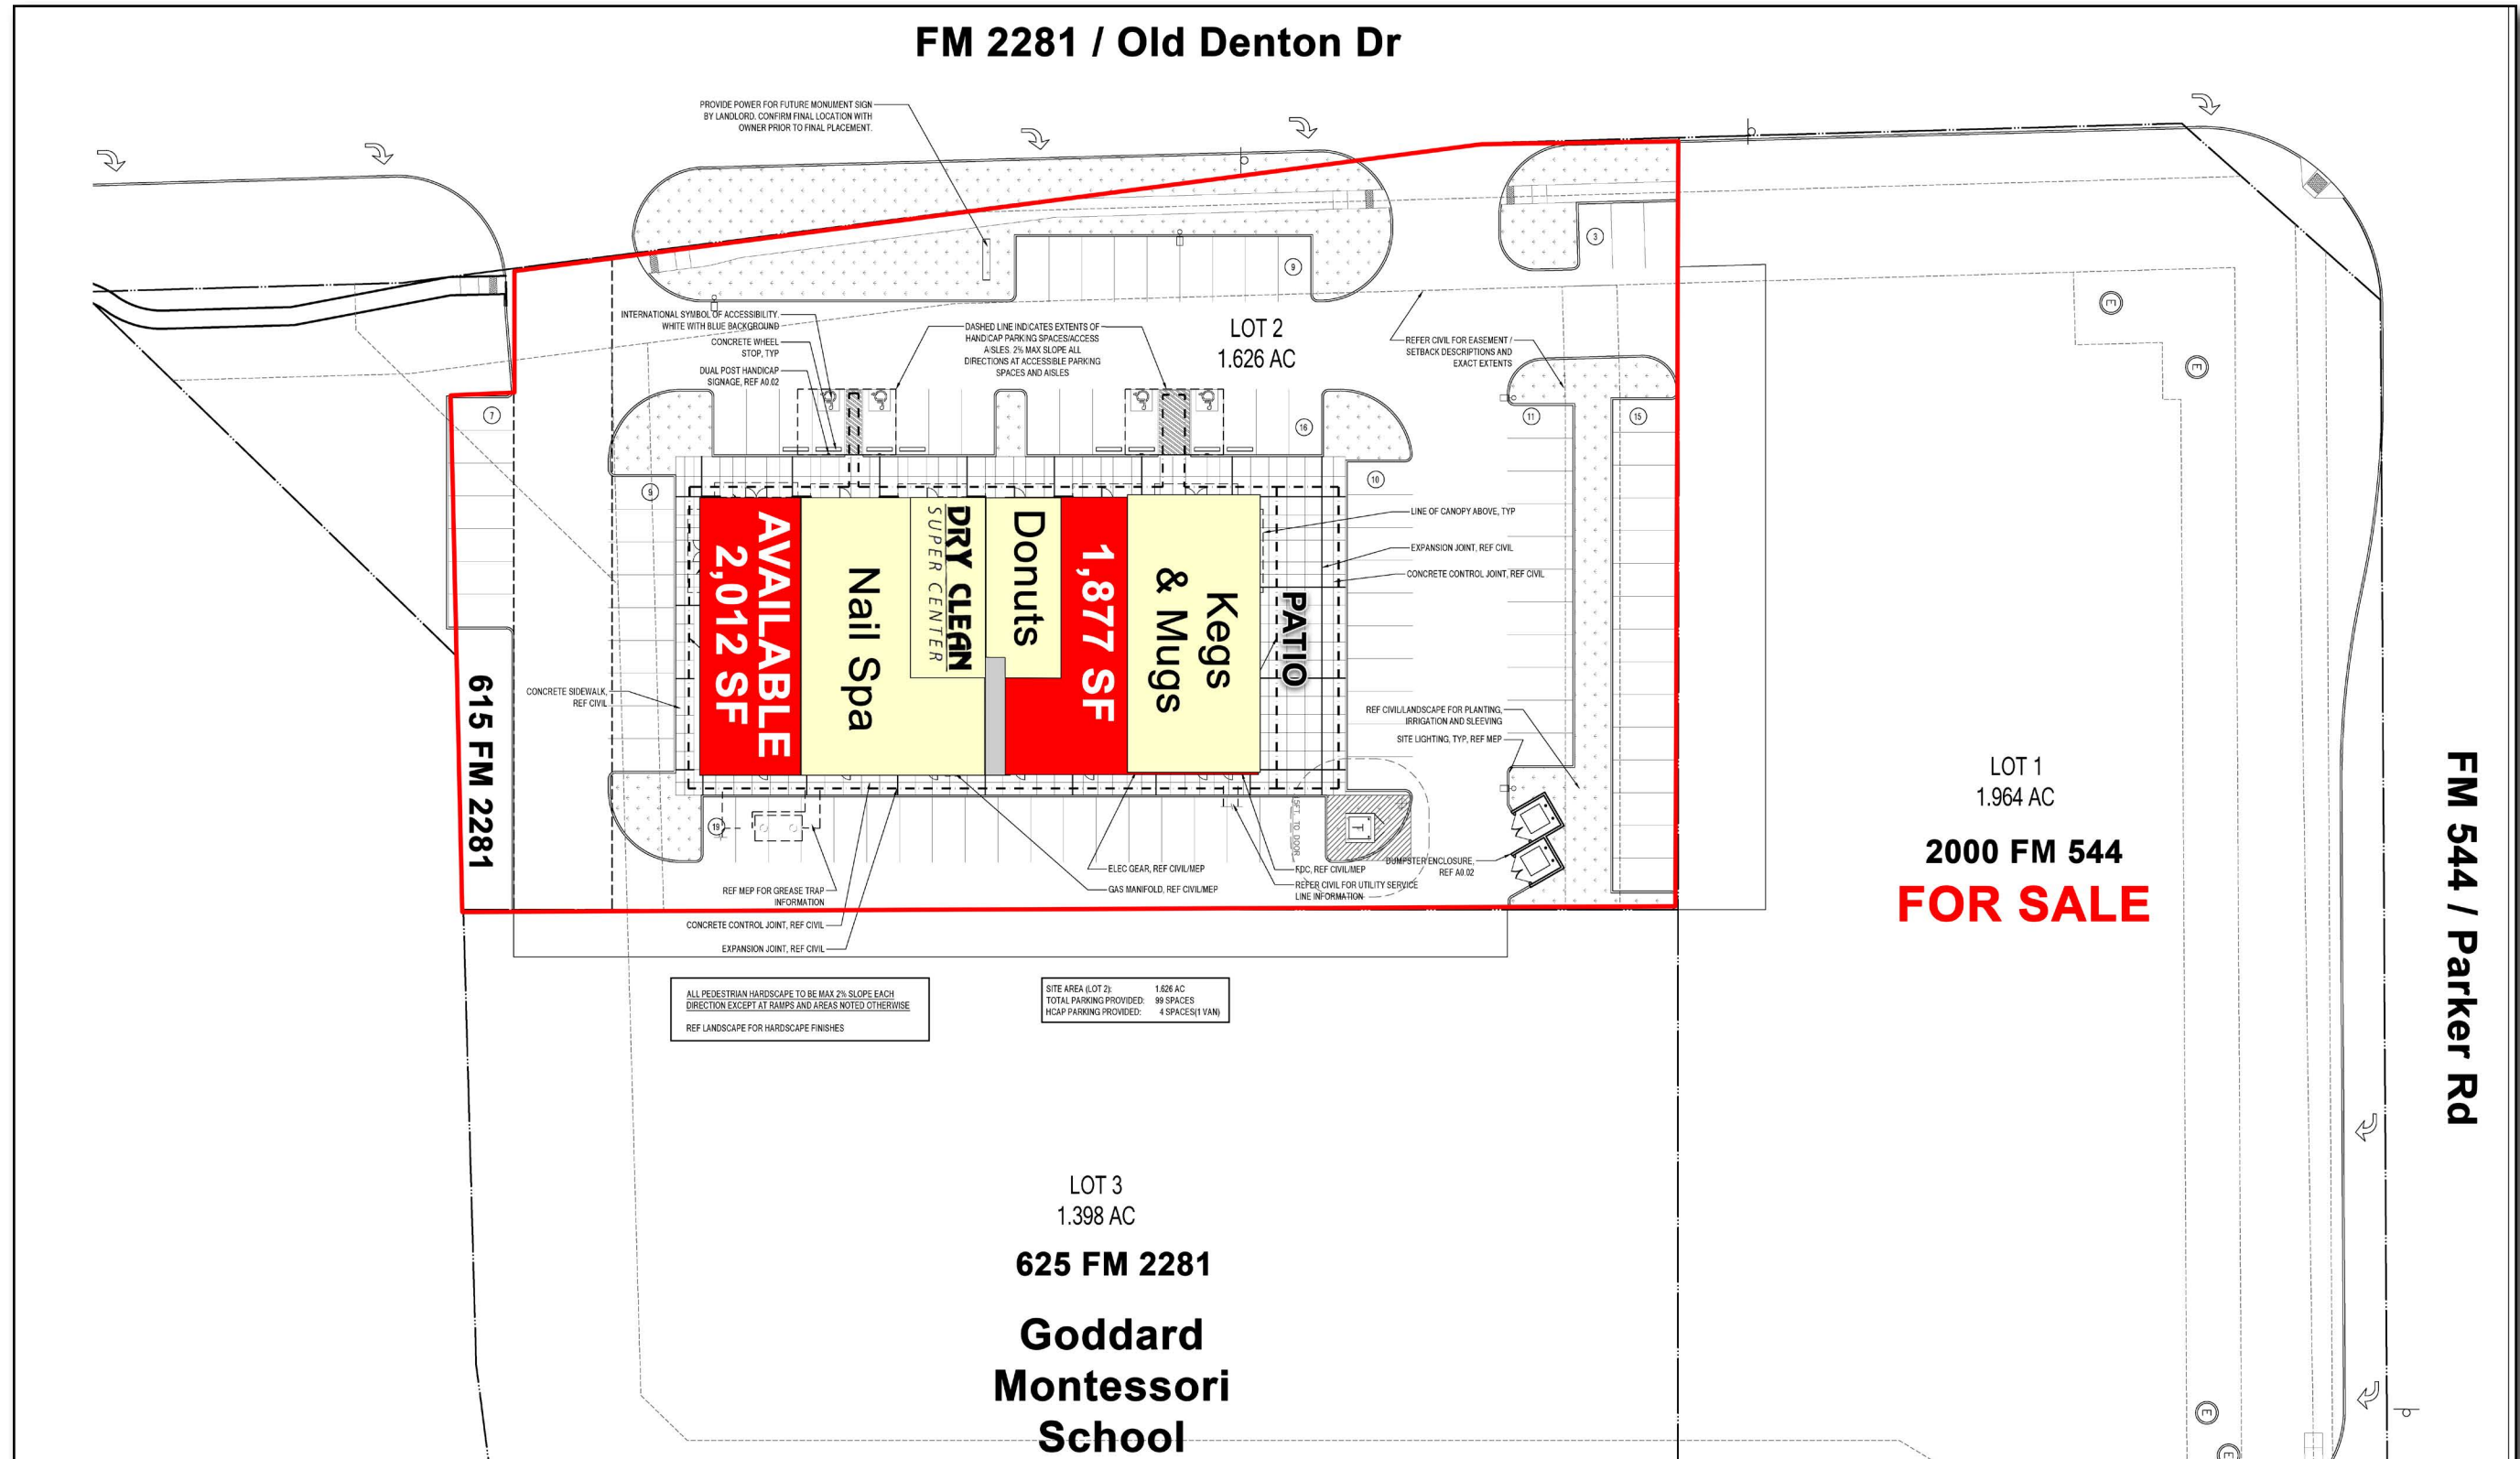 FM 2281 / Old Denton Dr
PROVIDE POWER FOR FUTURE MONUMENT SIGN
BY LANDLORD. CONFIRM FINAL LOCATION WITH
OWNER PRIOR TO FINAL PLACEMENT.
3
9
INTERNATIONAL SYMBOL OF ACCESSIBILITY.
WHITE WITH BLUE BACKGROUND
CONCRETE WHEEL
STOP, TYP
DUAL POST HANDICAP
SIGNAGE, REF A0.02
DASHED LINE INDICATES EXTENTS OF
HANDICAP PARKING SPACES/ACCESS
AISLES. 2% MAX SLOPE ALL
DIRECTIONS AT ACCESSIBLE PARKING
SPACES AND AISLES
LOT 2
1.626 AC
REFER CIVIL FOR EASEMENT /
SETBACK DESCRIPTIONS AND
EXACT EXTENTS
E
E
7
16
11
15
9
10
AVAILABLE
2,012 SF
Nail Spa
DRY CLEAN
SUPER CENTER
Donuts
1,877 SF
Kegs
& Mugs
PATIO
LINE OF CANOPY ABOVE, TYP
EXPANSION JOINT, REF CIVIL
CONCRETE CONTROL JOINT, REF CIVIL
615 FM 2281
CONCRETE SIDEWALK,
REF CIVIL
REF CIVIL/LANDSCAPE FOR PLANTING,
IRRIGATION AND SLEEVING
SITE LIGHTING, TYP, REF MEP
19
5FT. TO DOOR
T
REF MEP FOR GREASE TRAP
INFORMATION
CONCRETE CONTROL JOINT, REF CIVIL
EXPANSION JOINT, REF CIVIL
ELEC GEAR, REF CIVIL/MEP
GAS MANIFOLD, REF CIVIL/MEP
FDC, REF CIVIL/MEP
REFER CIVIL FOR UTILITY SERVICE
LINE INFORMATION
DUMPSTER ENCLOSURE,
REF A0.02
LOT 1
1.964 AC
2000 FM 544
FOR SALE
FM 544 / Parker Rd
ALL PEDESTRIAN HARDSCAPE TO BE MAX 2% SLOPE EACH
DIRECTION EXCEPT AT RAMPS AND AREAS NOTED OTHERWISE
REF LANDSCAPE FOR HARDSCAPE FINISHES
SITE AREA (LOT 2): 1.626 AC
TOTAL PARKING PROVIDED: 99 SPACES
HCAP PARKING PROVIDED: 4 SPACES(1 VAN)
LOT 3
1.398 AC
625 FM 2281
Goddard
Montessori
School
E
E